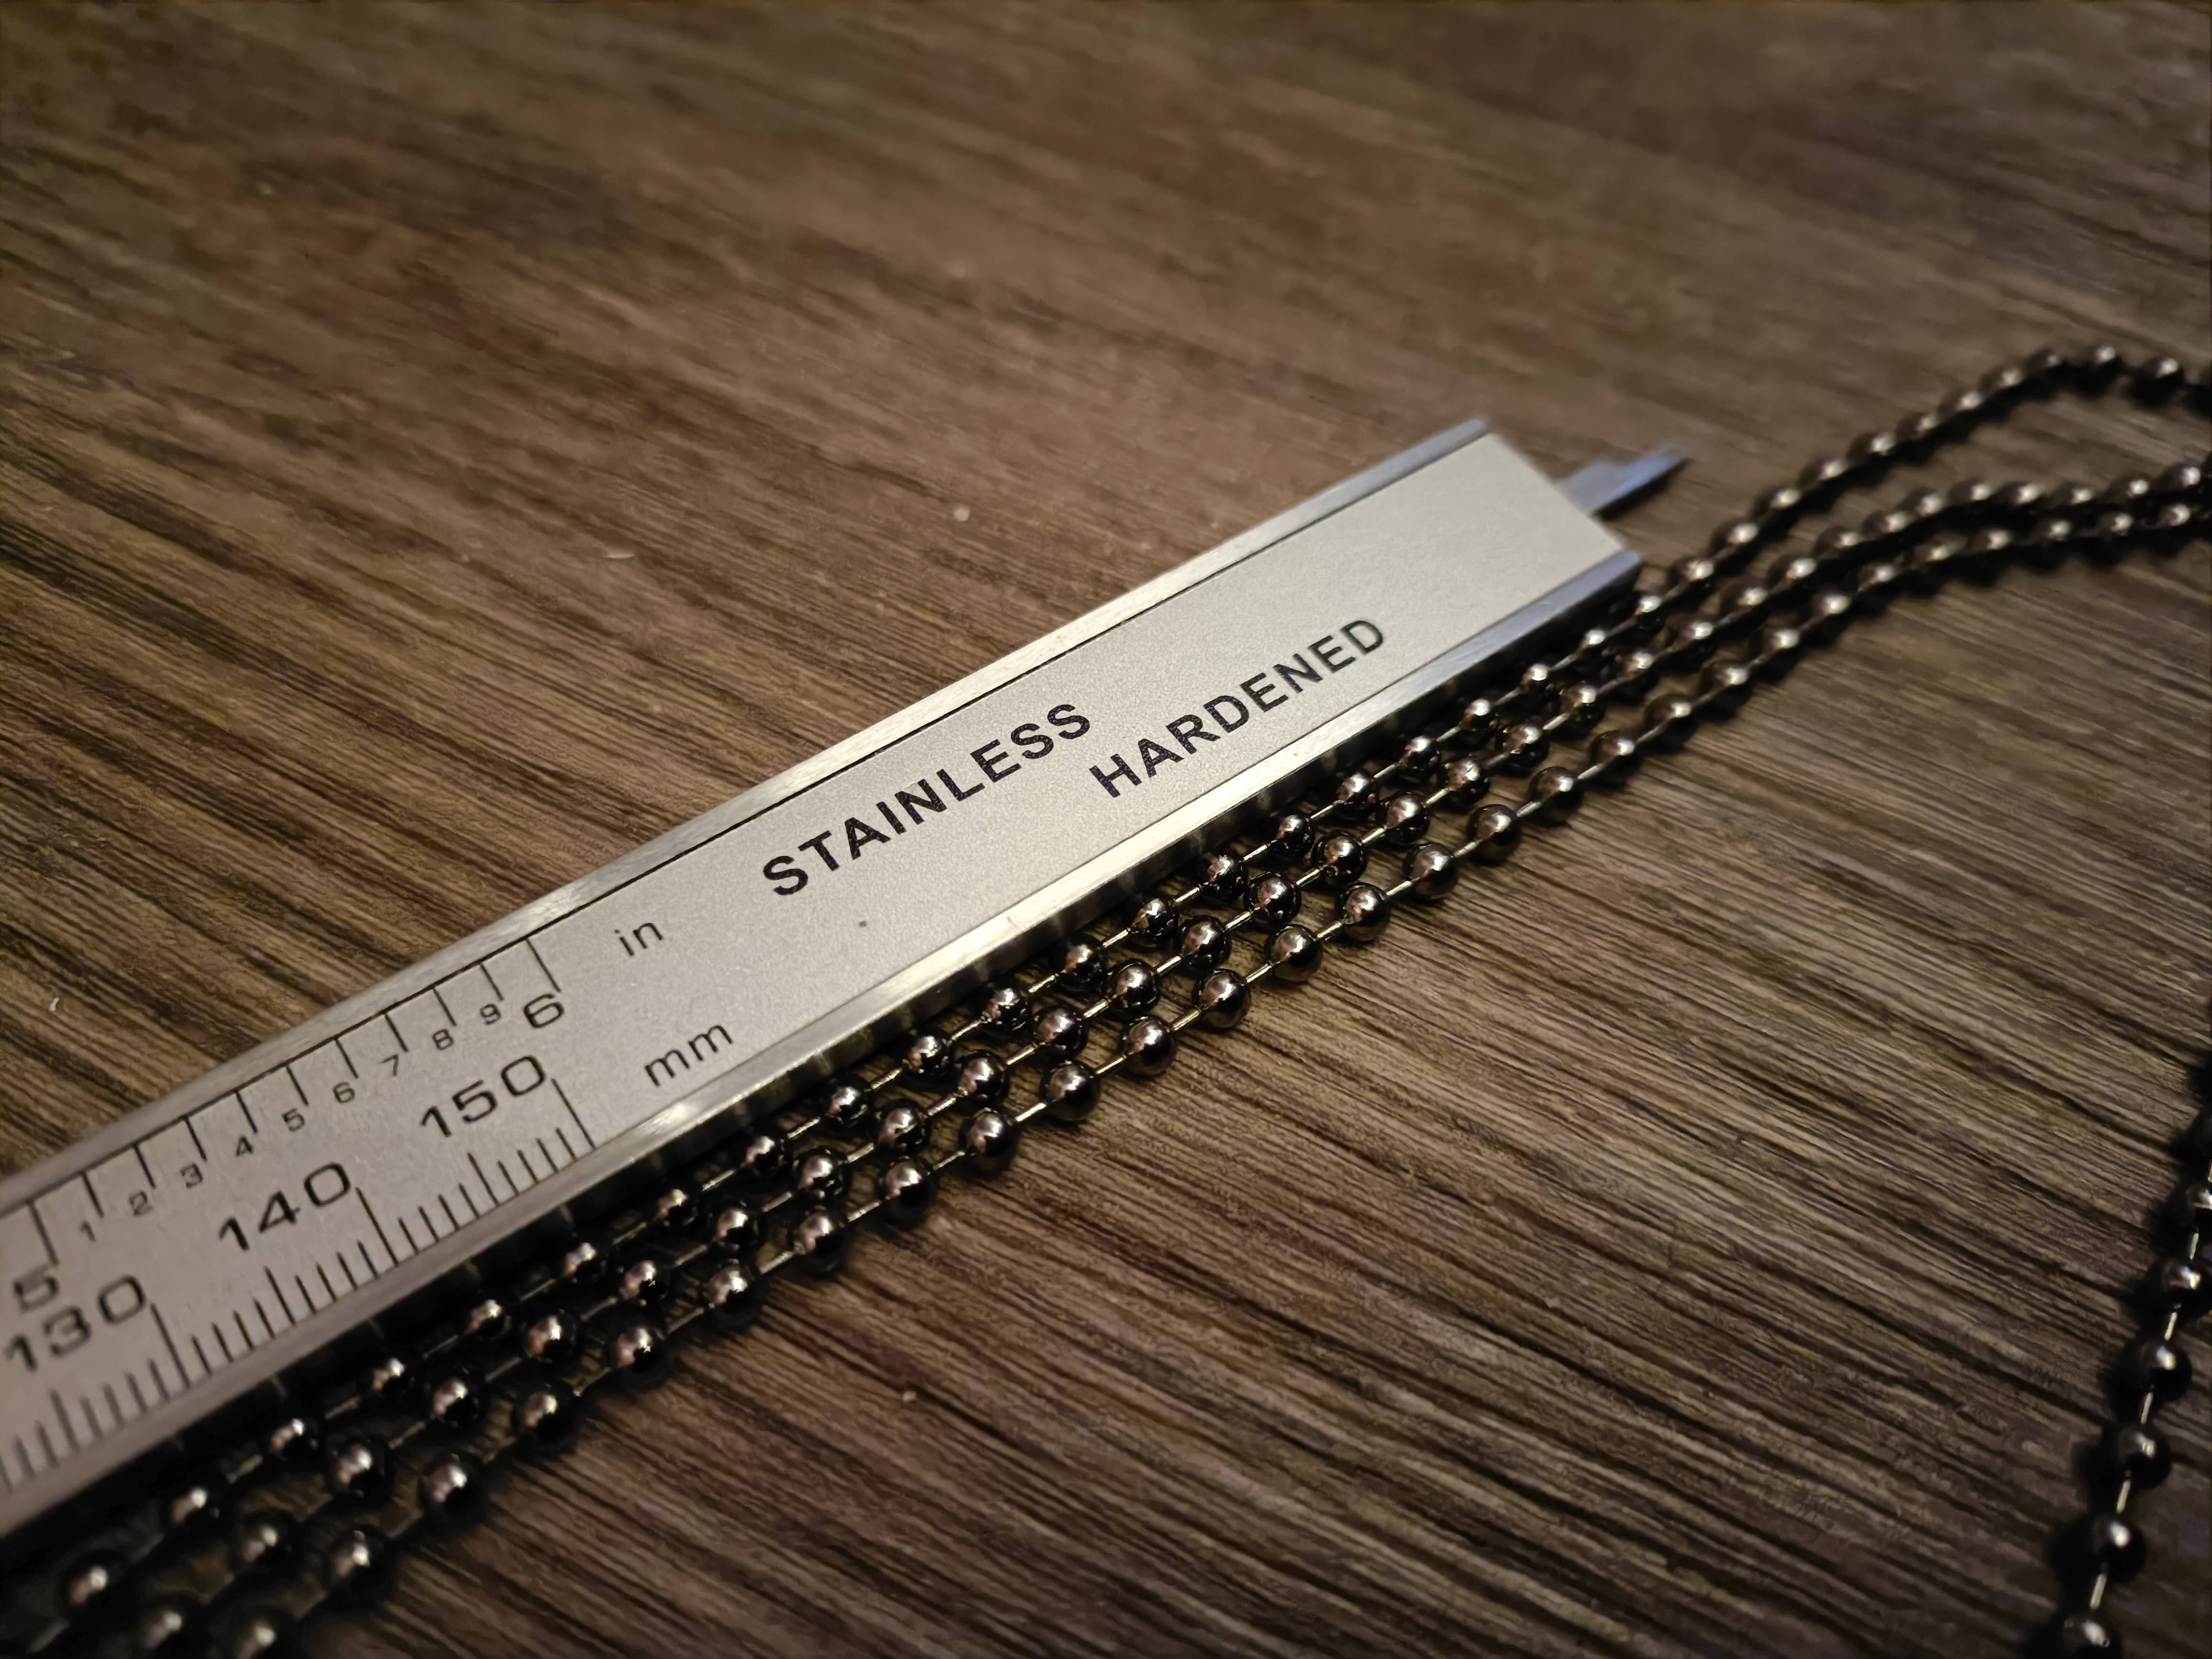 STAINLESS
HARDENED
in
5 1 2 3 4 5 6 7 8 9 6
mm
130 140 150